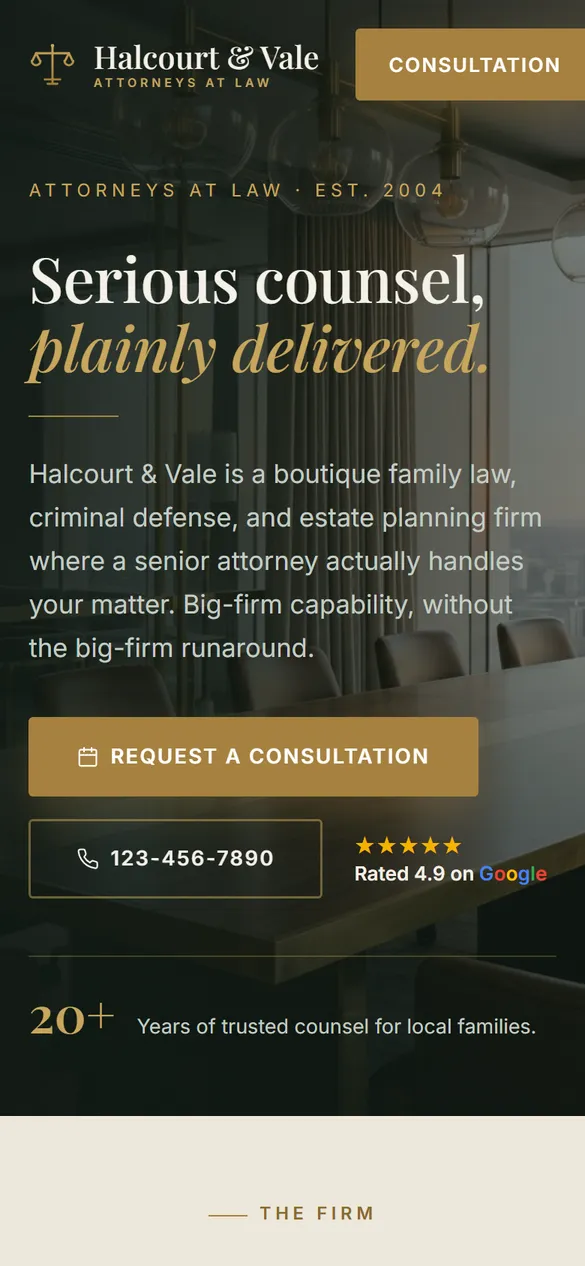 Halcourt & Vale
ATTORNEYS AT LAW
CONSULTATION
ATTORNEYS AT LAW · EST. 2004
Serious counsel,
plainly delivered.
Halcourt & Vale is a boutique family law,
criminal defense, and estate planning firm
where a senior attorney actually handles
your matter. Big-firm capability, without
the big-firm runaround.
REQUEST A CONSULTATION
123-456-7890
★★★★★
Rated 4.9 on Google
20+
Years of trusted counsel for local families.
THE FIRM